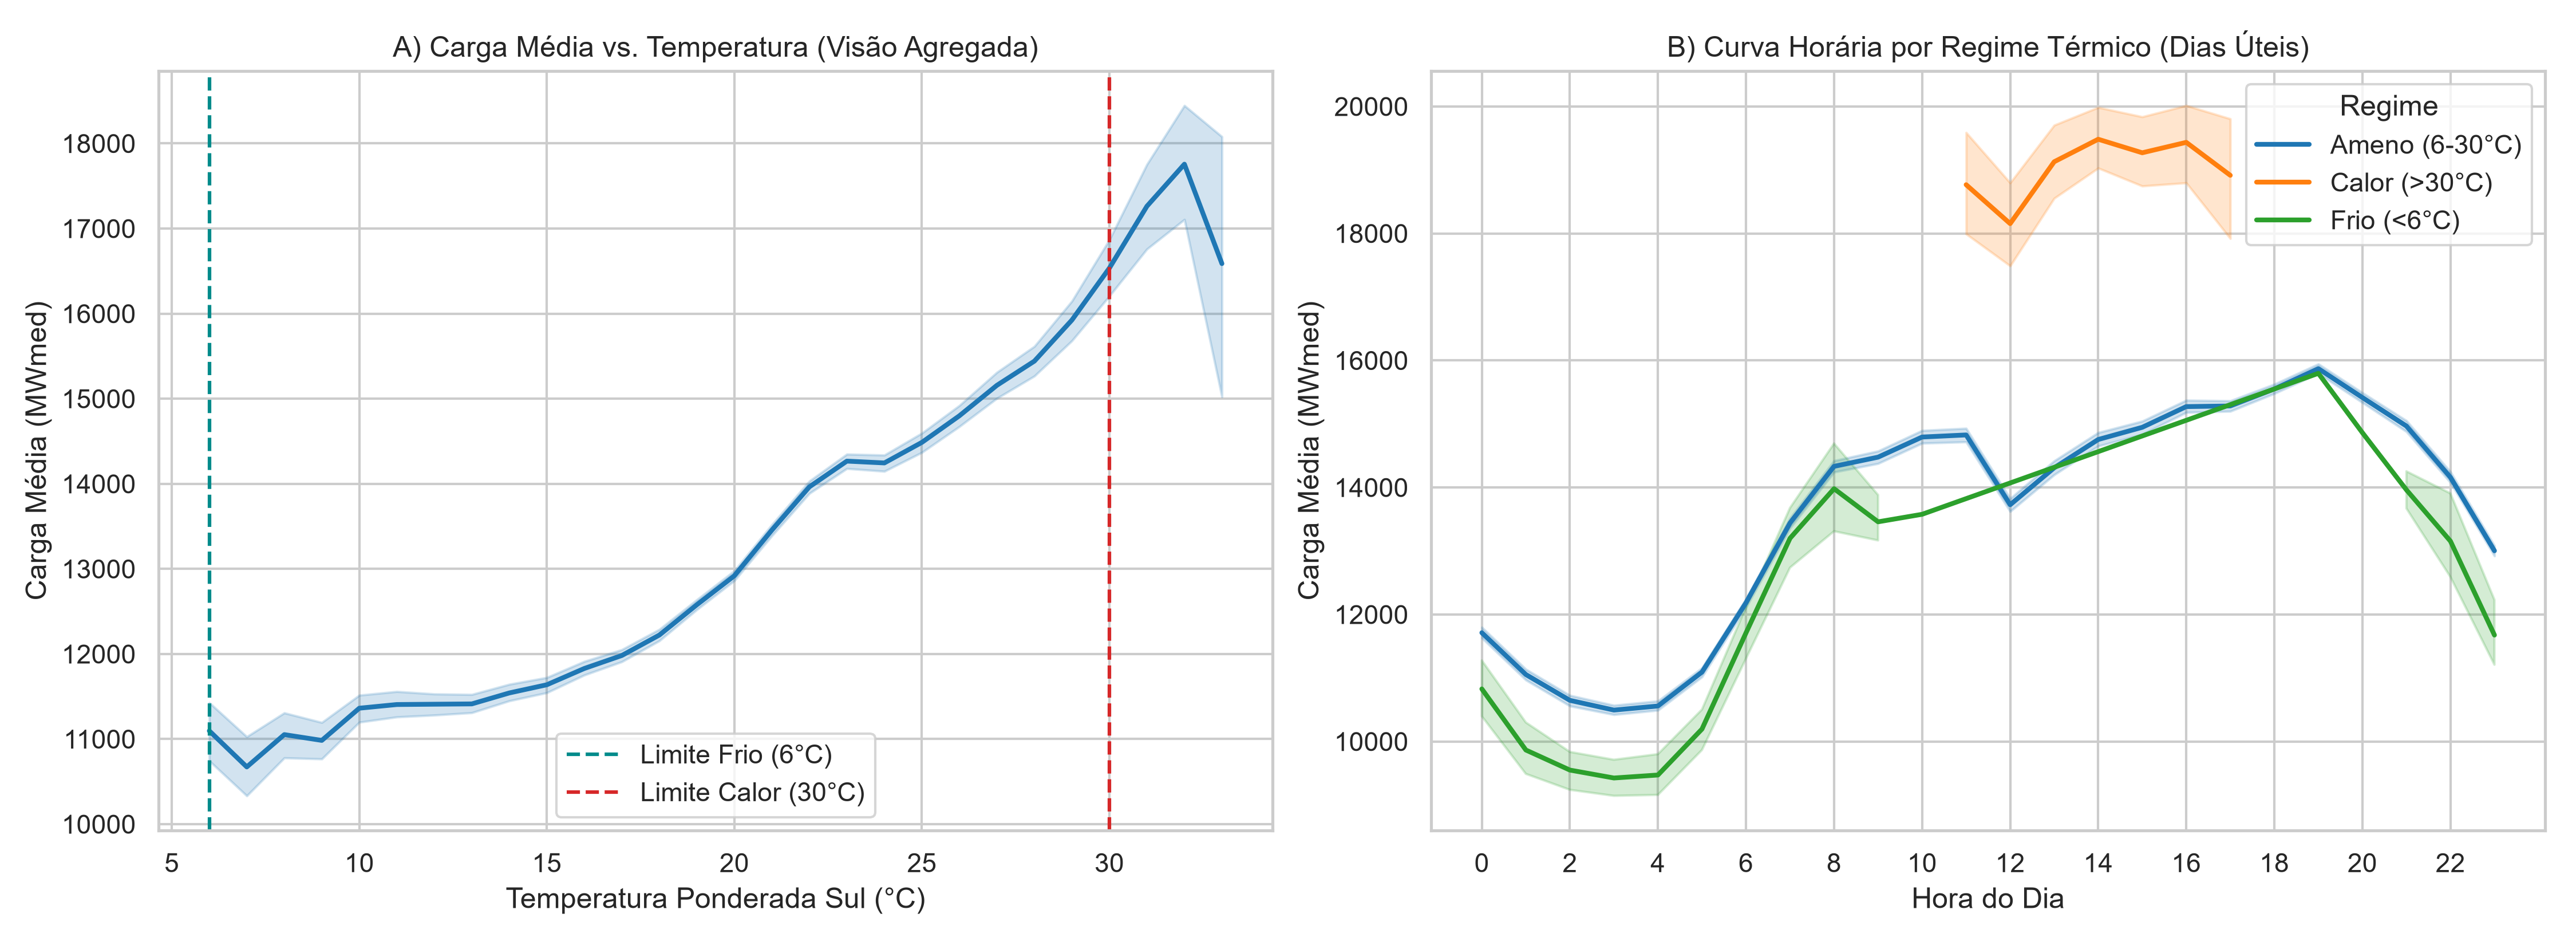 A) Carga Média vs. Temperatura (Visão Agregada)
Carga Média (MWmed)
18000
17000
16000
15000
14000
13000
12000
11000
10000
5 10 15 20 25 30
Temperatura Ponderada Sul (°C)
Limite Frio (6°C)
Limite Calor (30°C)
B) Curva Horária por Regime Térmico (Dias Úteis)
Carga Média (MWmed)
20000
18000
16000
14000
12000
10000
0 2 4 6 8 10 12 14 16 18 20 22
Hora do Dia
Regime
Ameno (6-30°C)
Calor (>30°C)
Frio (<6°C)